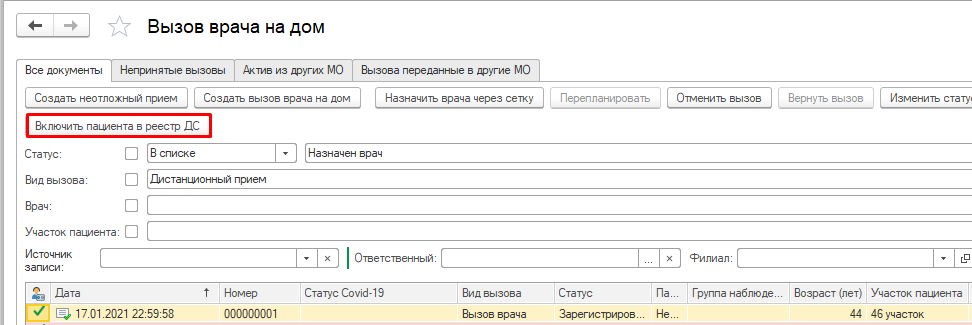 Вызов врача на дом
Все документы Непринятые вызовы Актив из других МО Вызова переданные в другие МО
Создать неотложный прием Создать вызов врача на дом Назначить врача через сетку Перепланировать Отменить вызов Вернуть вызов Изменить статус
Включить пациента в реестр ДС
Статус: В списке Назначен врач
Вид вызова: Дистанционный прием
Врач:
Участок пациента:
Источник записи: Ответственный: ... Филиал:
Дата Номер Статус Covid-19 Вид вызова Статус Па... Группа наблюде... Возраст (лет) Участок пациента
17.01.2021 22:59:58 000000001 Вызов врача Зарегистриров... Не... 44 46 участок